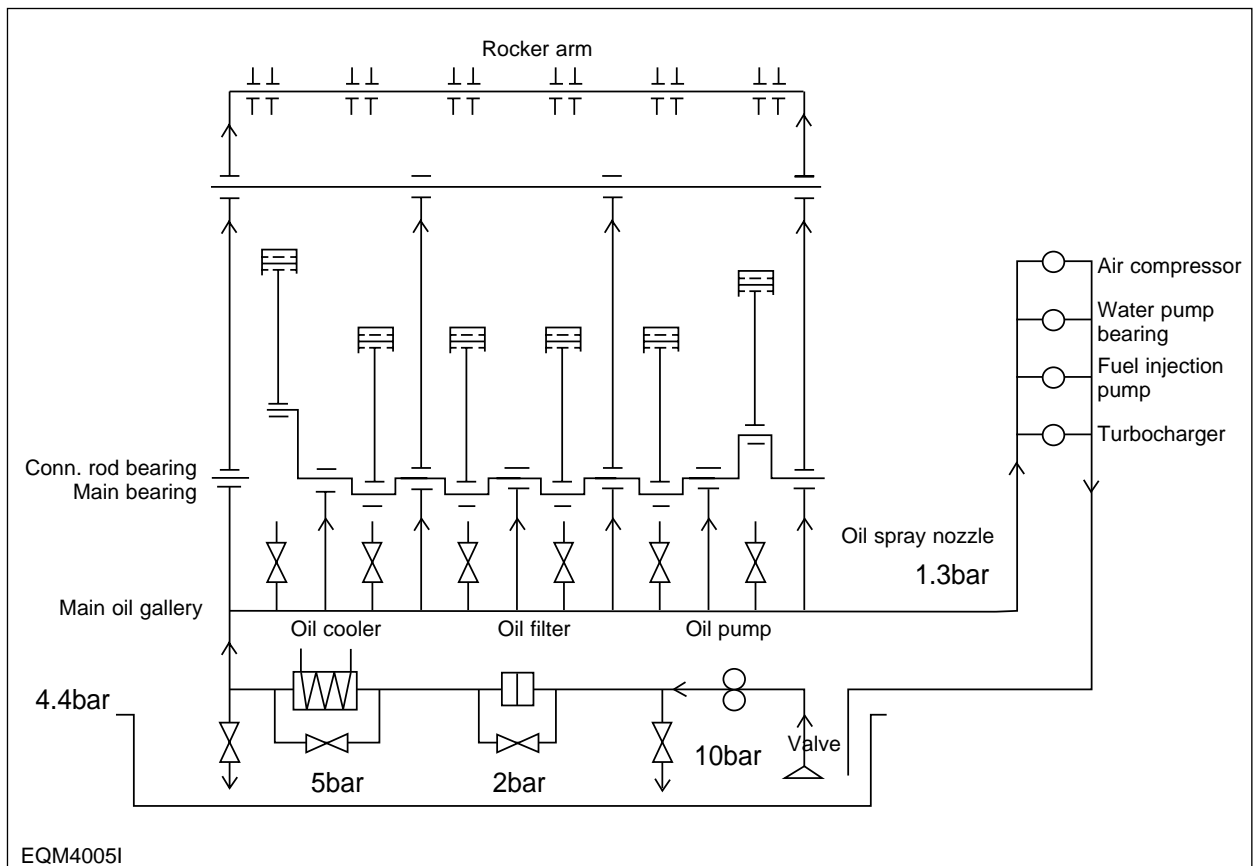 Rocker arm
Air compressor
Water pump
bearing
Fuel injection
pump
Turbocharger
Conn. rod bearing
Main bearing
Oil spray nozzle
1.3bar
Main oil gallery
Oil cooler
Oil filter
Oil pump
4.4bar
5bar
2bar
10bar
Valve
EQM4005I